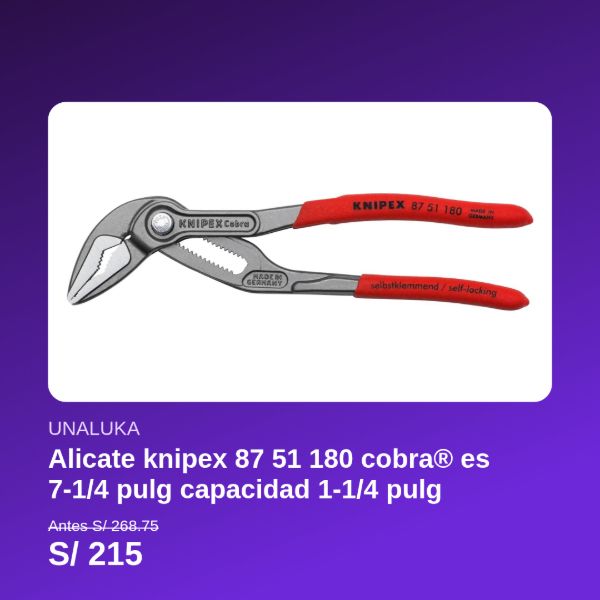 KNIPEX Cobra
KNIPEX 87 51 180 MADE IN
GERMANY
MADE IN
GERMANY
selbstklemmend / self-locking
UNALUKA
Alicate knipex 87 51 180 cobra® es
7-1/4 pulg capacidad 1-1/4 pulg
Antes S/ 268.75
S/ 215